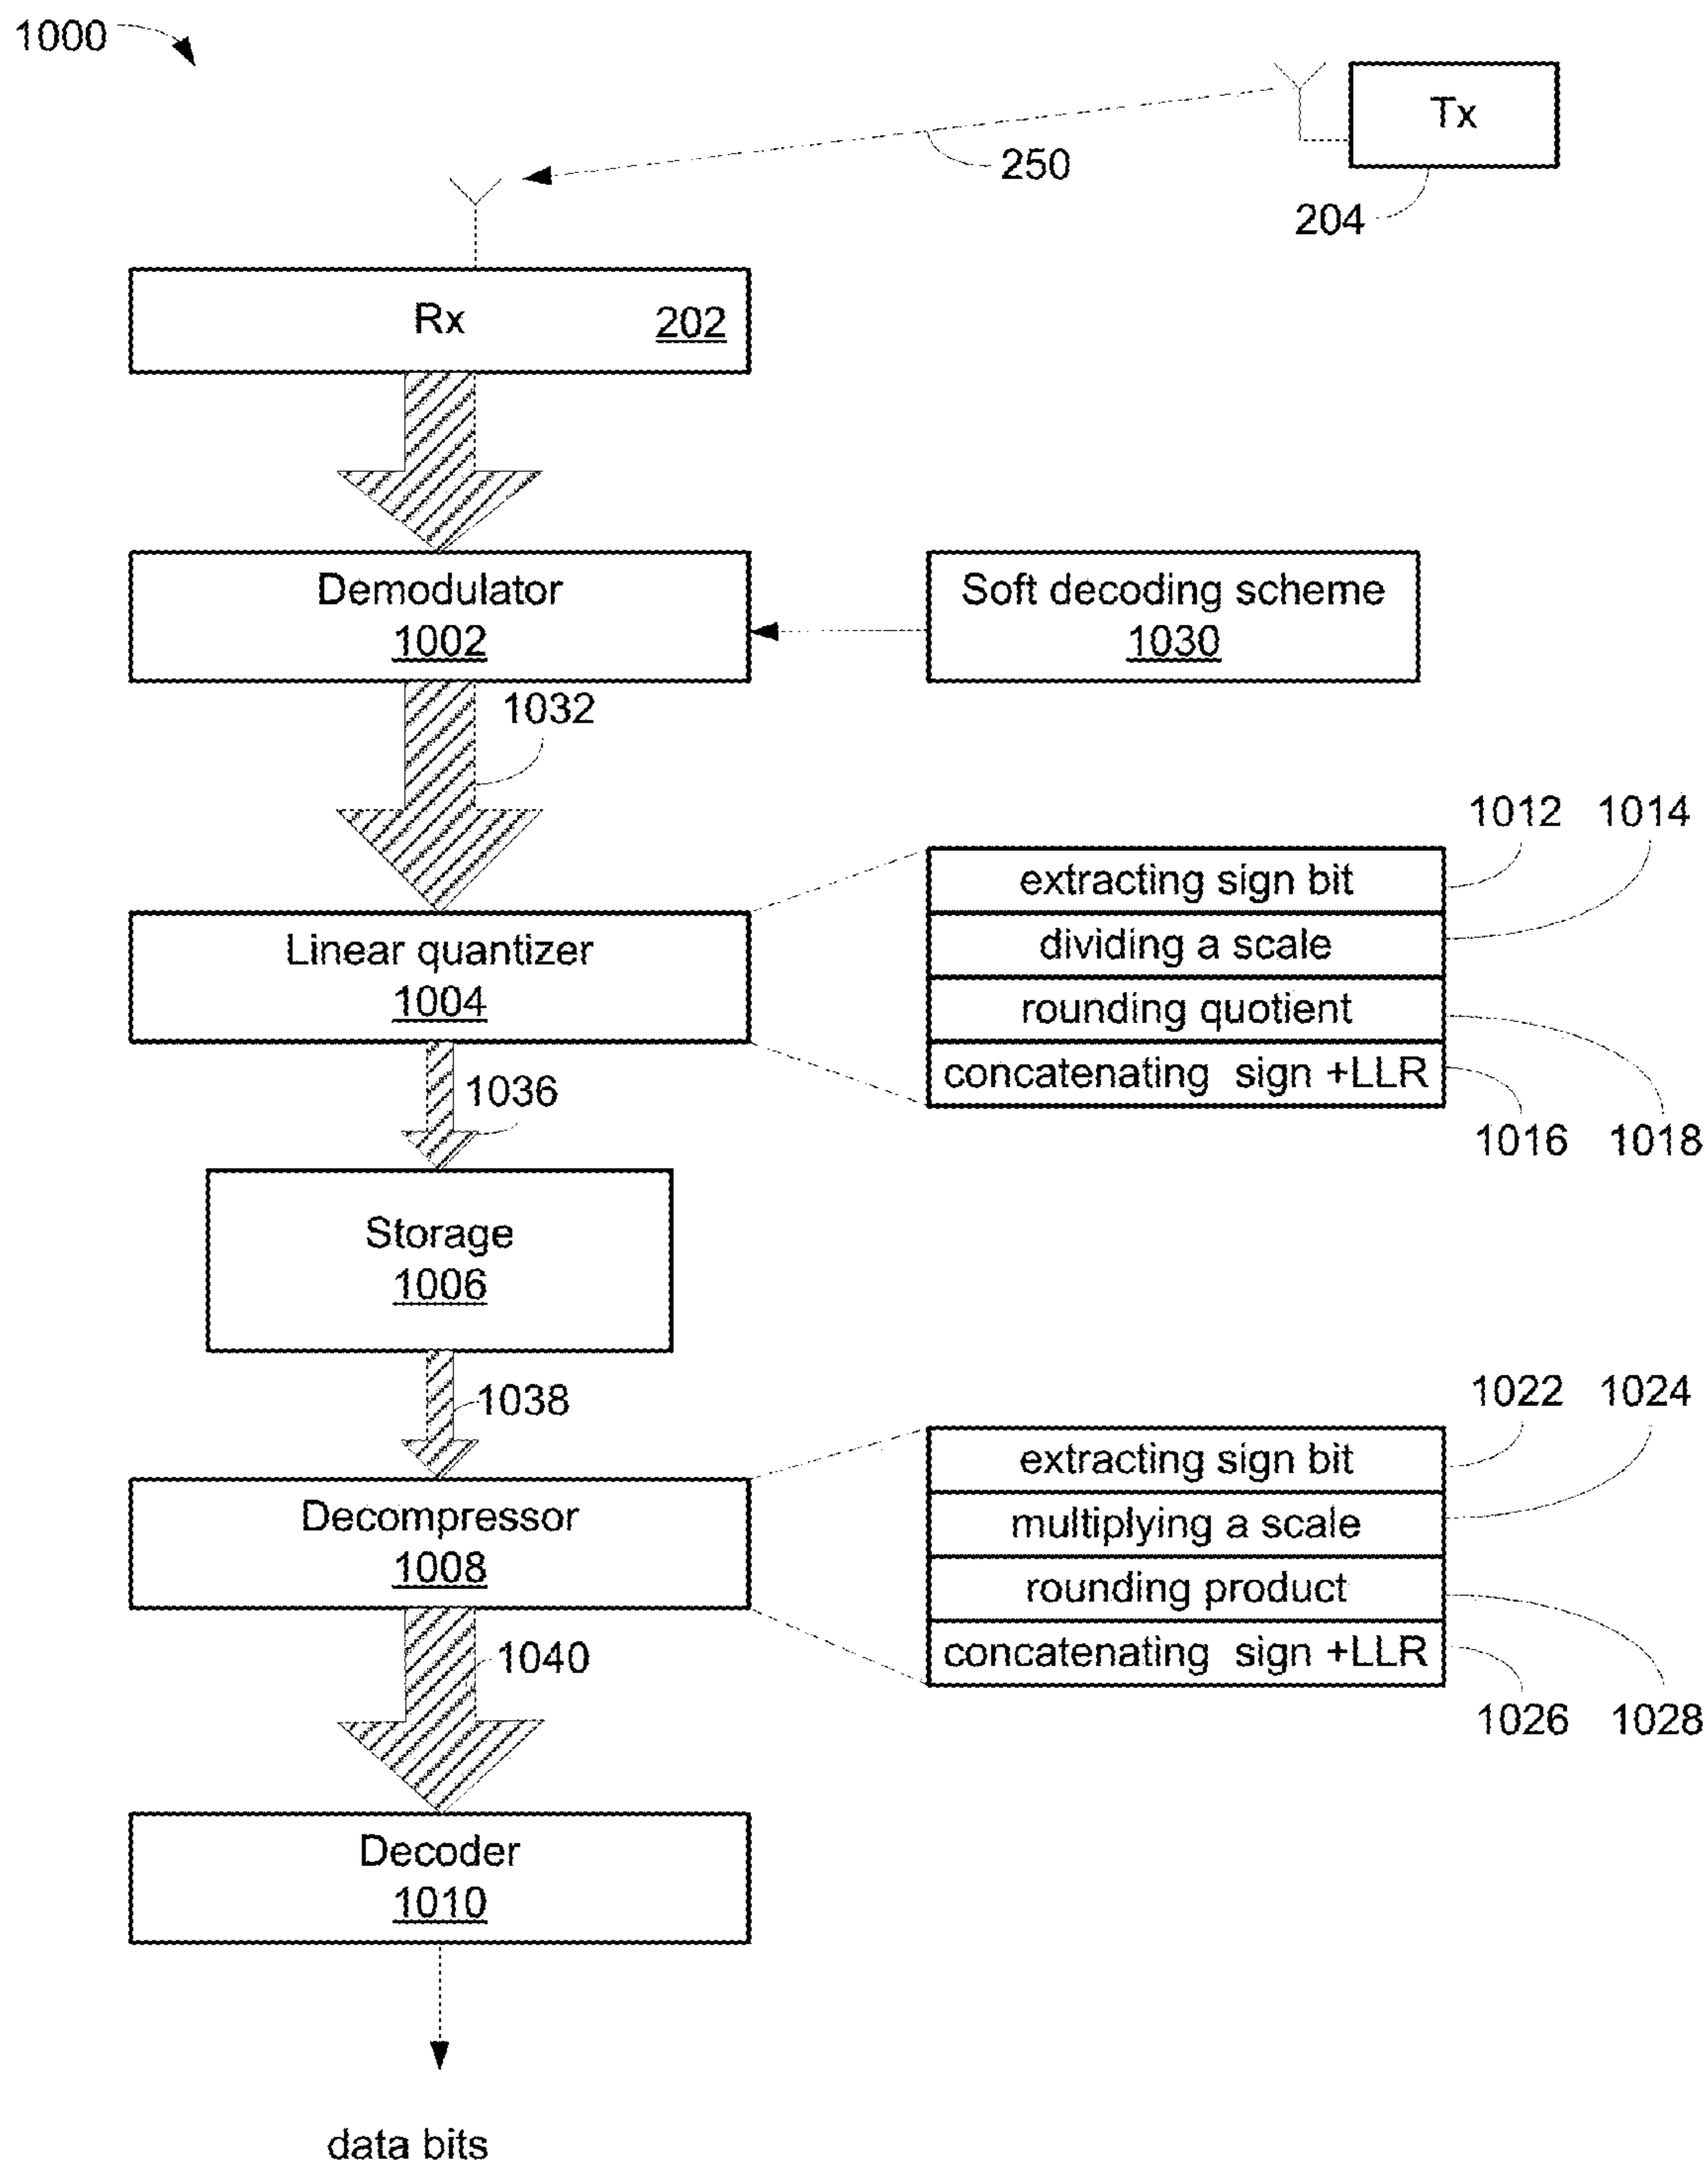 1000
Tx
250
204
Rx 202
Demodulator
1002
Soft decoding scheme
1030
1032
1012 1014
extracting sign bit
dividing a scale
rounding quotient
concatenating sign +LLR
Linear quantizer
1004
1036
1016 1018
Storage
1006
1038
1022 1024
extracting sign bit
multiplying a scale
rounding product
concatenating sign +LLR
Decompressor
1008
1040
1026 1028
Decoder
1010
data bits